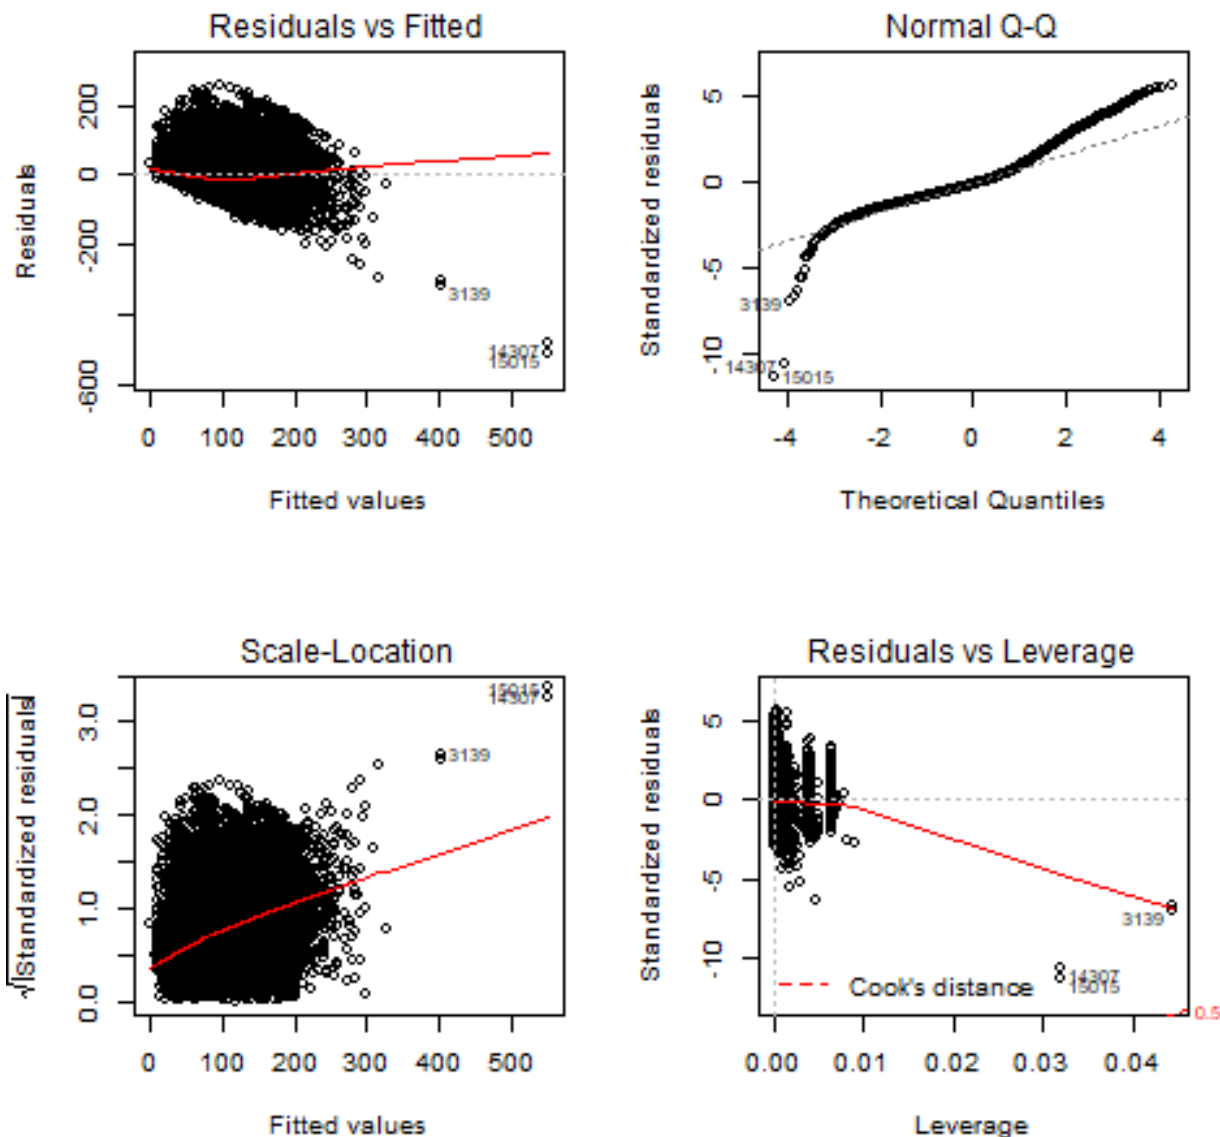 Residuals vs Fitted
Residuals
200
0
-200
-600
3139
14307
15015
0 100 200 300 400 500
Fitted values
Normal Q-Q
Standardized residuals
5
0
-5
-10
3139
14307
15015
-4 -2 0 2 4
Theoretical Quantiles
Scale-Location
√|Standardized residuals|
3.0
2.0
1.0
0.0
15015
14307
3139
0 100 200 300 400 500
Fitted values
Residuals vs Leverage
Standardized residuals
5
0
-5
-10
3139
14307
15015
Cook's distance
0.5
0.00 0.01 0.02 0.03 0.04
Leverage